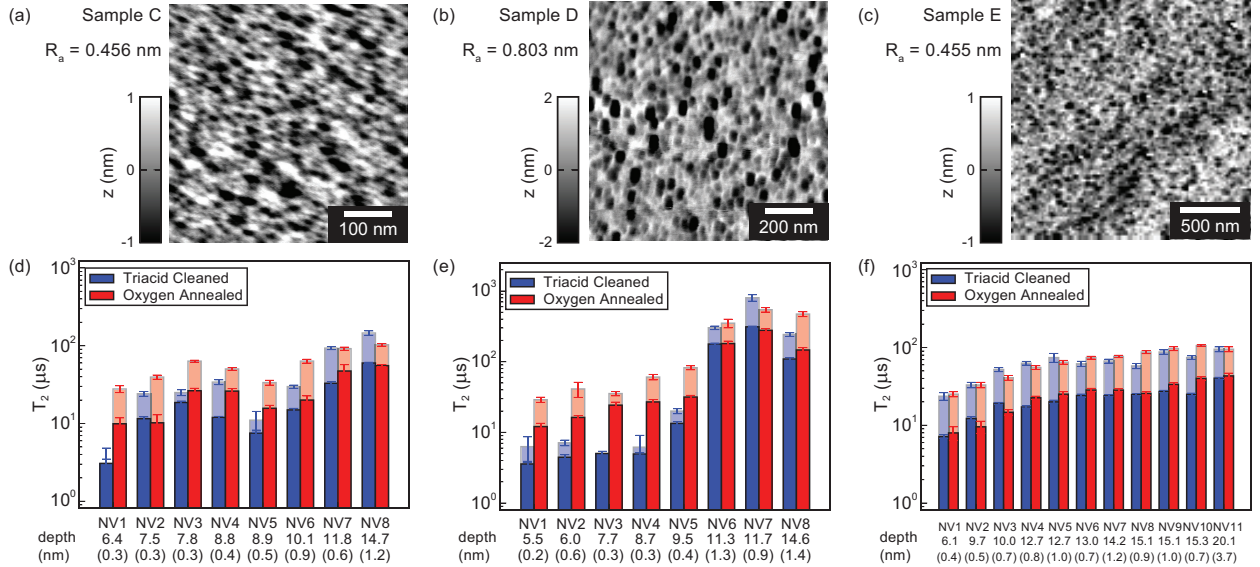 (a)
Sample C
R_a = 0.456 nm
1
z (nm)
0
-1
100 nm
(b)
Sample D
R_a = 0.803 nm
2
z (nm)
0
-2
200 nm
(c)
Sample E
R_a = 0.455 nm
1
z (nm)
0
-1
500 nm
(d)
Triacid Cleaned
Oxygen Annealed
T_2 (µs)
10^3
10^2
10^1
10^0
NV1 NV2 NV3 NV4 NV5 NV6 NV7 NV8
depth 6.4 7.5 7.8 8.8 8.9 10.1 11.8 14.7
(nm) (0.3) (0.3) (0.3) (0.4) (0.5) (0.9) (0.6) (1.2)
(e)
Triacid Cleaned
Oxygen Annealed
T_2 (µs)
10^3
10^2
10^1
10^0
NV1 NV2 NV3 NV4 NV5 NV6 NV7 NV8
depth 5.5 6.0 7.7 8.7 9.5 11.3 11.7 14.6
(nm) (0.2) (0.6) (0.3) (0.3) (0.4) (1.3) (0.9) (1.4)
(f)
Triacid Cleaned
Oxygen Annealed
T_2 (µs)
10^3
10^2
10^1
10^0
NV1 NV2 NV3 NV4 NV5 NV6 NV7 NV8 NV9 NV10 NV11
depth 6.1 9.7 10.0 12.7 12.7 13.0 14.2 15.1 15.1 15.3 20.1
(nm) (0.4) (0.5) (0.7) (0.8) (1.0) (0.7) (1.2) (0.9) (1.0) (0.7) (3.7)